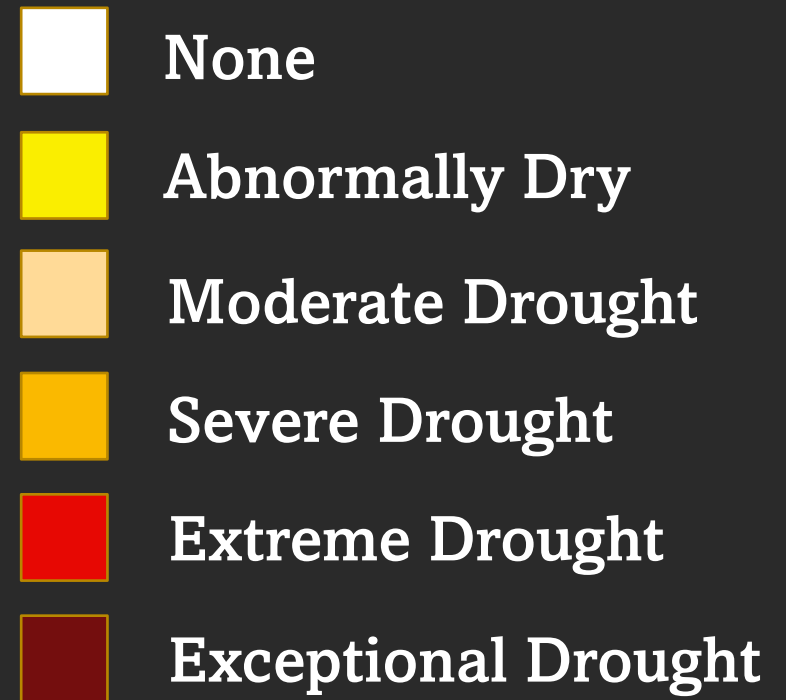 None
Abnormally Dry
Moderate Drought
Severe Drought
Extreme Drought
Exceptional Drought